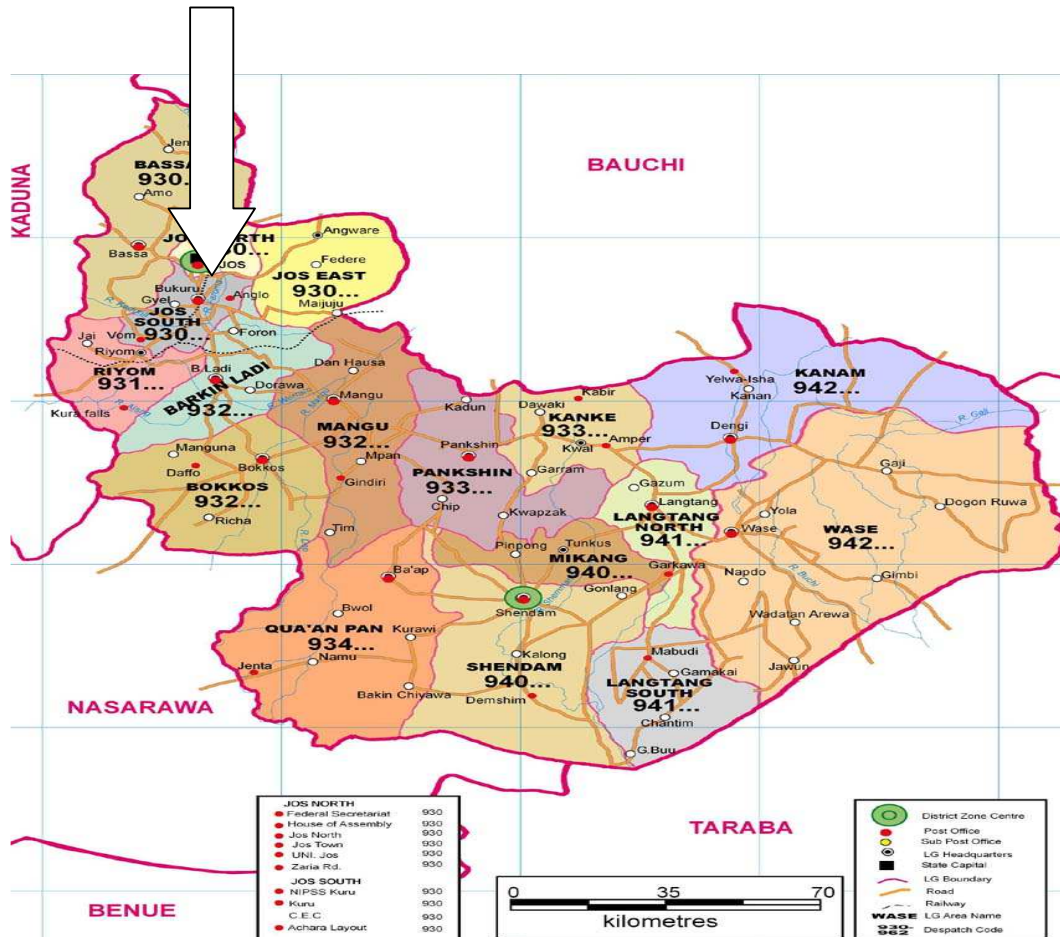 BAUCHI
KADUNA
Jen
BASSA
930...
Amo
Bassa
JOS NORTH
JOS
Angware
Federe
JOS EAST
930...
Maijuju
Bukuru
Gyel
Anglo
JOS
SOUTH
930...
Vom
Foron
Jai
Riyom
RIYOM
931...
Kura falls
B.Ladi
Dorawa
BARKIN LADI
932...
Dan Hausa
Mangu
MANGU
932...
Mpan
Gindiri
Tim
Manguna
Daffo
Bokkos
BOKKOS
932...
Richa
Kadun
Pankshin
PANKSHIN
933...
Chip
Kwapzak
Dawaki
Kabir
KANKE
933...
Kwal
Amper
Garram
Yelwa-Isha
Kanan
KANAM
942...
Dengi
R. Gaji
Gaji
Dogon Ruwa
Gazum
Langtang
LANGTANG
NORTH
941...
Yola
Wase
WASE
942...
Napdo
R. Buchi
Gimbi
Wadatan Arewa
Jawun
Pinpong
Tunkus
MIKANG
940...
Garkawa
Gonlang
Shendam
Ba'ap
Bwol
Kurawi
QUA'AN PAN
934...
Namu
Jenta
Bakin Chiyawa
Kalong
SHENDAM
940...
Demshim
Mabudi
Gamakai
LANGTANG
SOUTH
941...
Chantim
G.Buu
NASARAWA
TARABA
BENUE
JOS NORTH
Federal Secretariat 930
House of Assembly 930
Jos North 930
Jos Town 930
UNI. Jos 930
Zaria Rd. 930
JOS SOUTH
NIPSS Kuru 930
Kuru 930
C.E.C 930
Achara Layout 930
0 35 70
kilometres
District Zone Centre
Post Office
Sub Post Office
LG Headquarters
State Capital
LG Boundary
Road
Railway
WASE LG Area Name
930-
962 Despatch Code